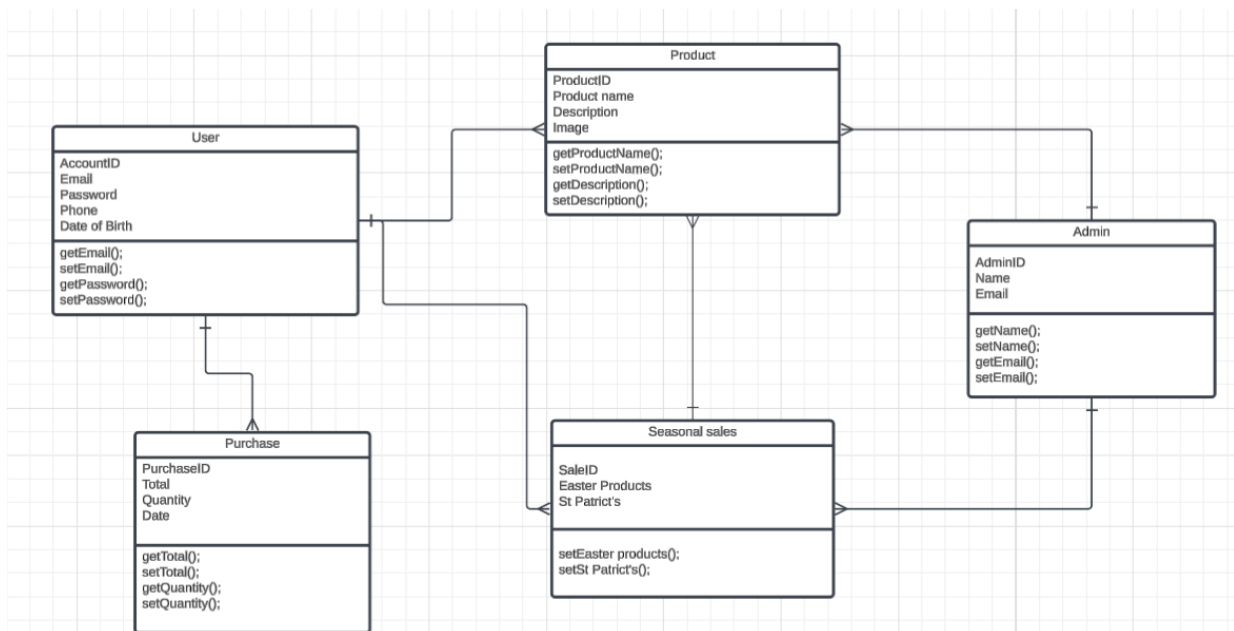 Product
ProductID
Product name
Description
Image
getProductName();
setProductName();
getDescription();
setDescription();
User
AccountID
Email
Password
Phone
Date of Birth
getEmail();
setEmail();
getPassword();
setPassword();
Admin
AdminID
Name
Email
getName();
setName();
getEmail();
setEmail();
Purchase
PurchaseID
Total
Quantity
Date
getTotal();
setTotal();
getQuantity();
setQuantity();
Seasonal sales
SaleID
Easter Products
St Patrict's
setEaster products();
setSt Patrict's();